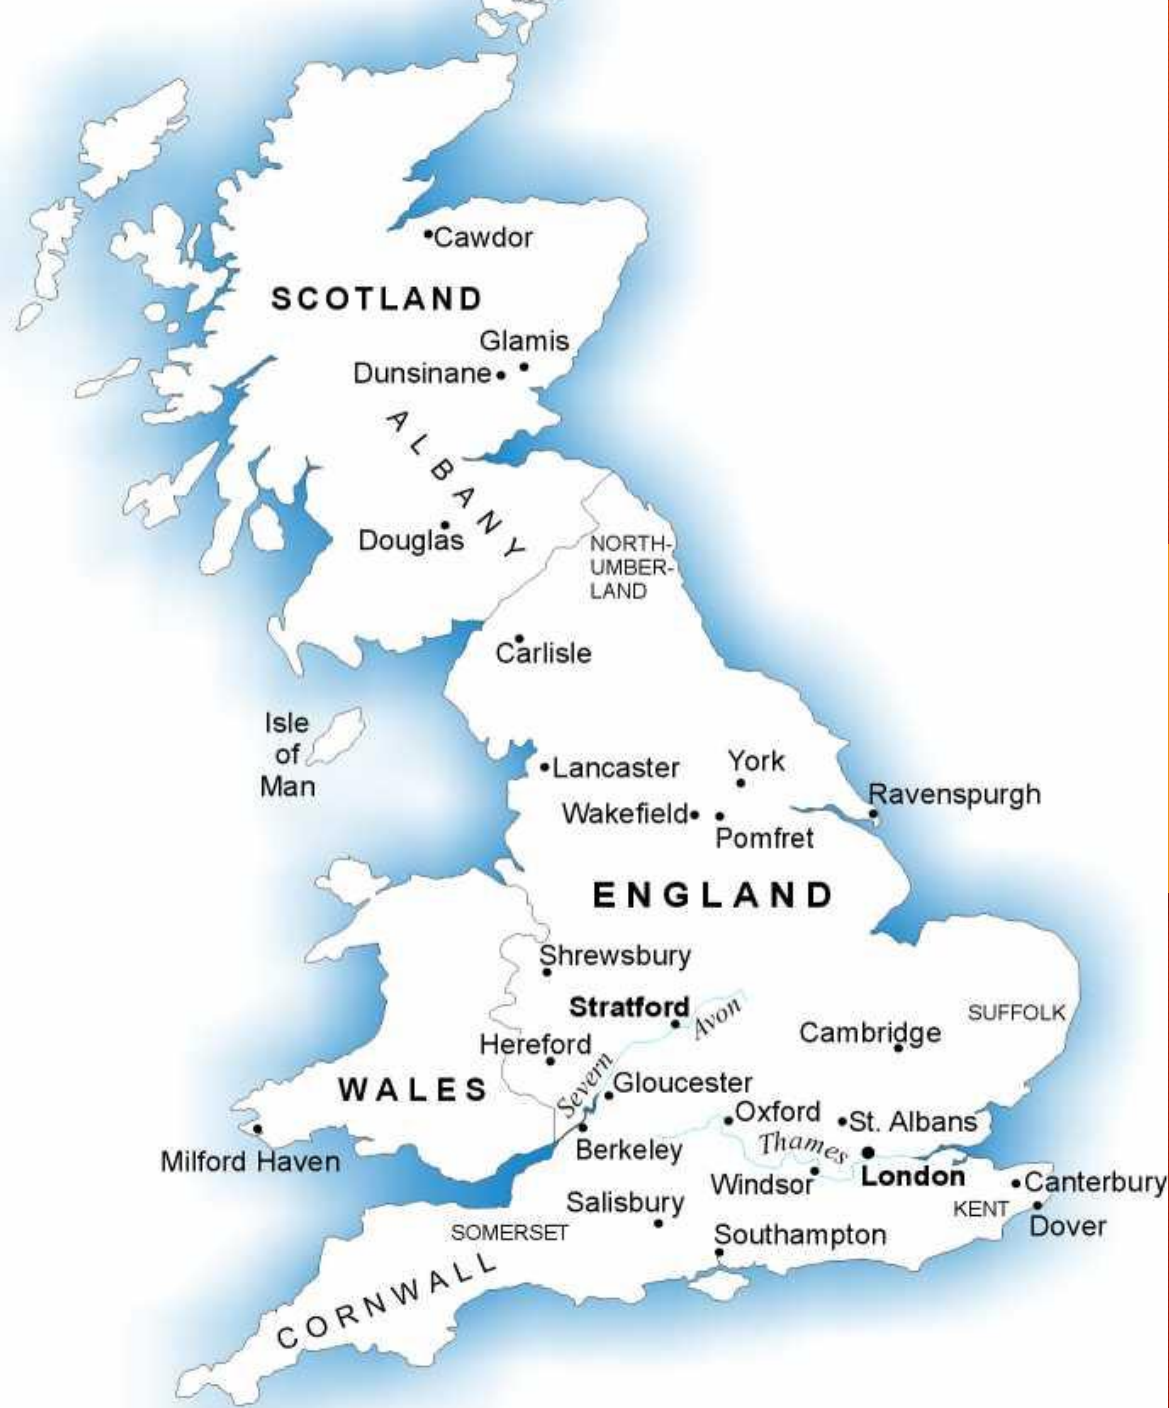 Cawdor
SCOTLAND
Glamis
Dunsinane
ALBANY
Douglas
NORTH-
UMBER-
LAND
Carlisle
Isle
of
Man
Lancaster
York
Wakefield
Pomfret
Ravenspurgh
ENGLAND
Shrewsbury
Stratford
Avon
SUFFOLK
Cambridge
Hereford
Severn
WALES
Gloucester
Oxford
St. Albans
Thames
Milford Haven
Berkeley
London
Windsor
Canterbury
Salisbury
KENT
Dover
SOMERSET
Southampton
CORNWALL